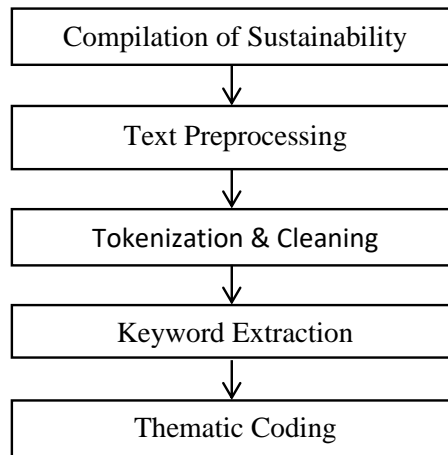 Compilation of Sustainability
Text Preprocessing
Tokenization & Cleaning
Keyword Extraction
Thematic Coding